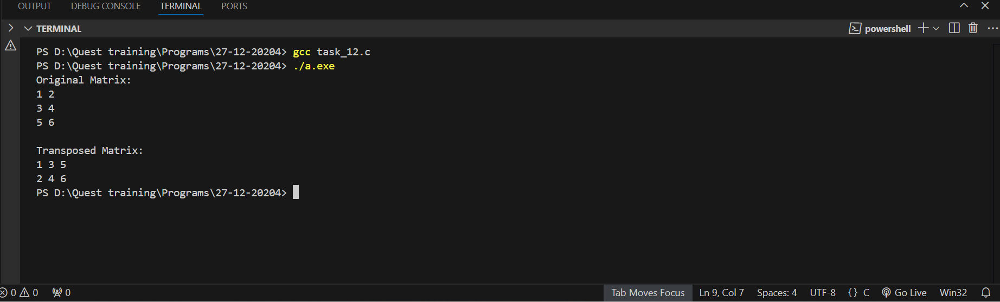 OUTPUT DEBUG CONSOLE TERMINAL PORTS
TERMINAL powershell
PS D:\Quest training\Programs\27-12-20204> gcc task_12.c
PS D:\Quest training\Programs\27-12-20204> ./a.exe
Original Matrix:
1 2
3 4
5 6
Transposed Matrix:
1 3 5
2 4 6
PS D:\Quest training\Programs\27-12-20204>
0 0 0 Tab Moves Focus Ln 9, Col 7 Spaces: 4 UTF-8 {} C Go Live Win32